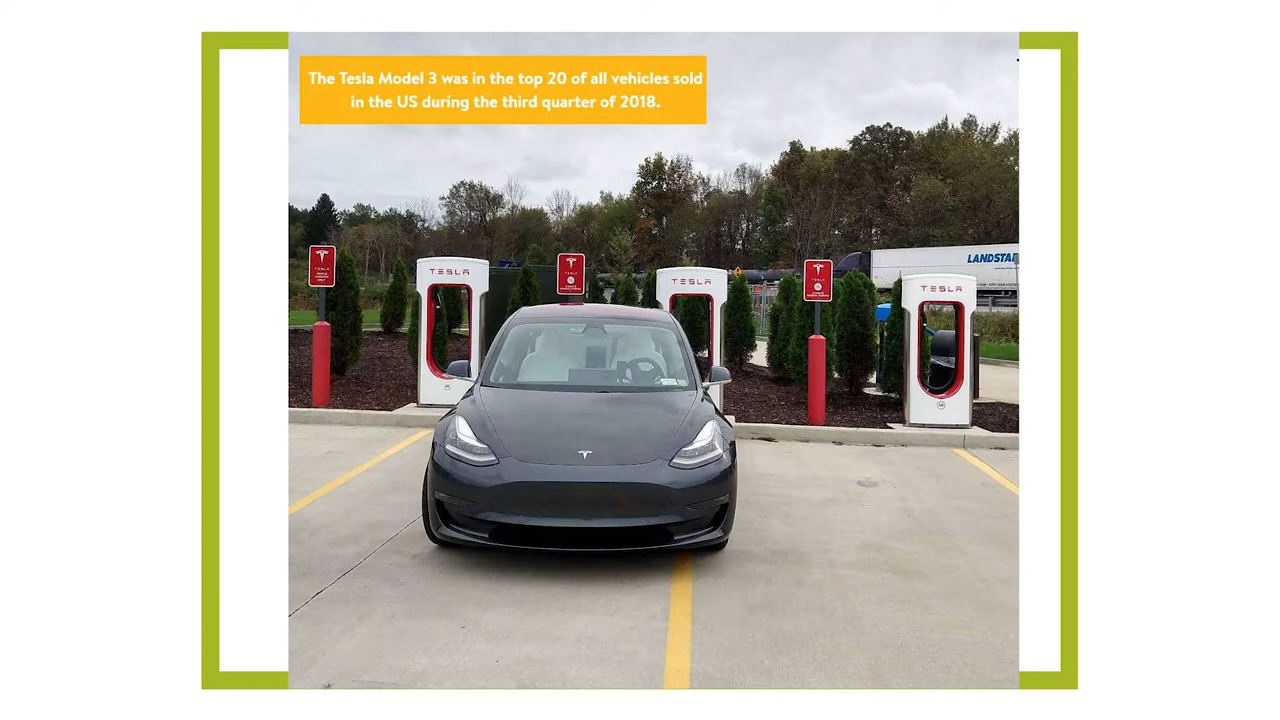 The Tesla Model 3 was in the top 20 of all vehicles sold
in the US during the third quarter of 2018.
LANDSTAR
TESLA
TESLA
TESLA